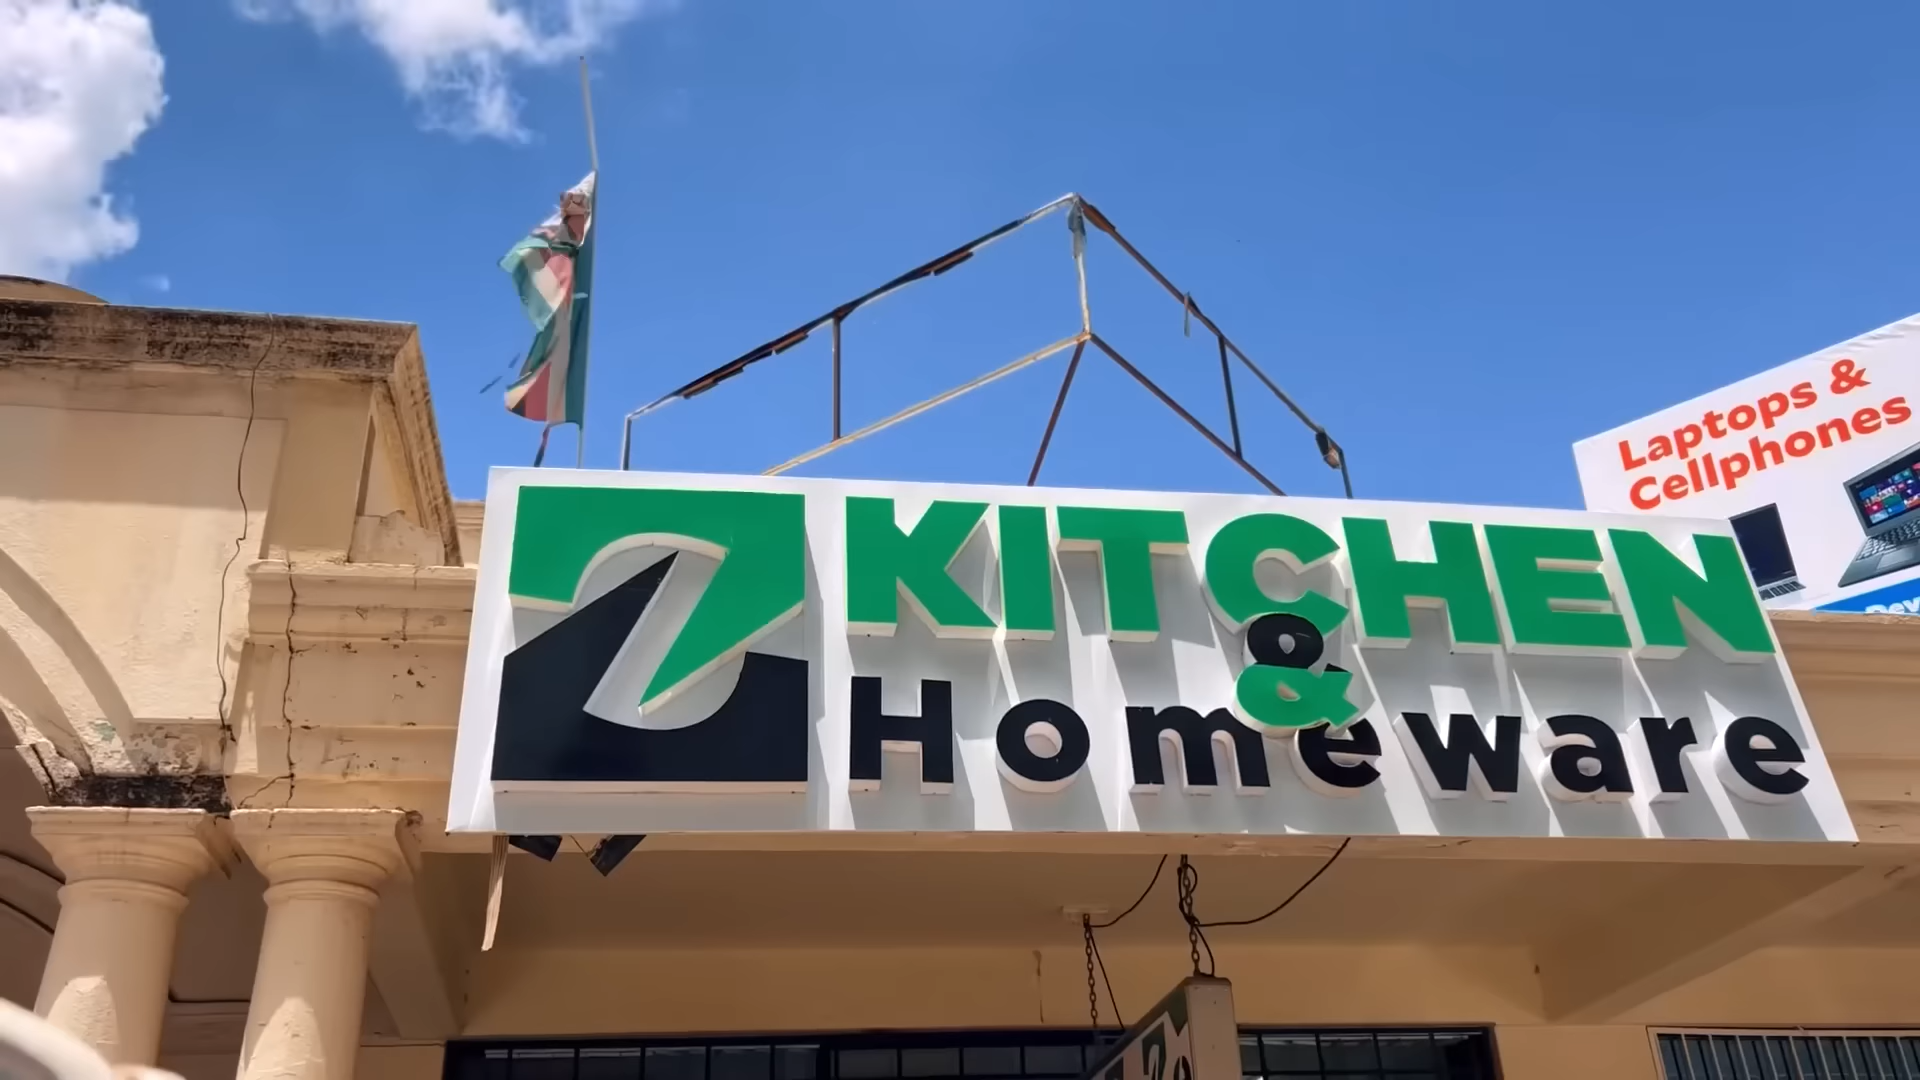 KITCHEN
&
Homeware
Laptops &
Cellphones